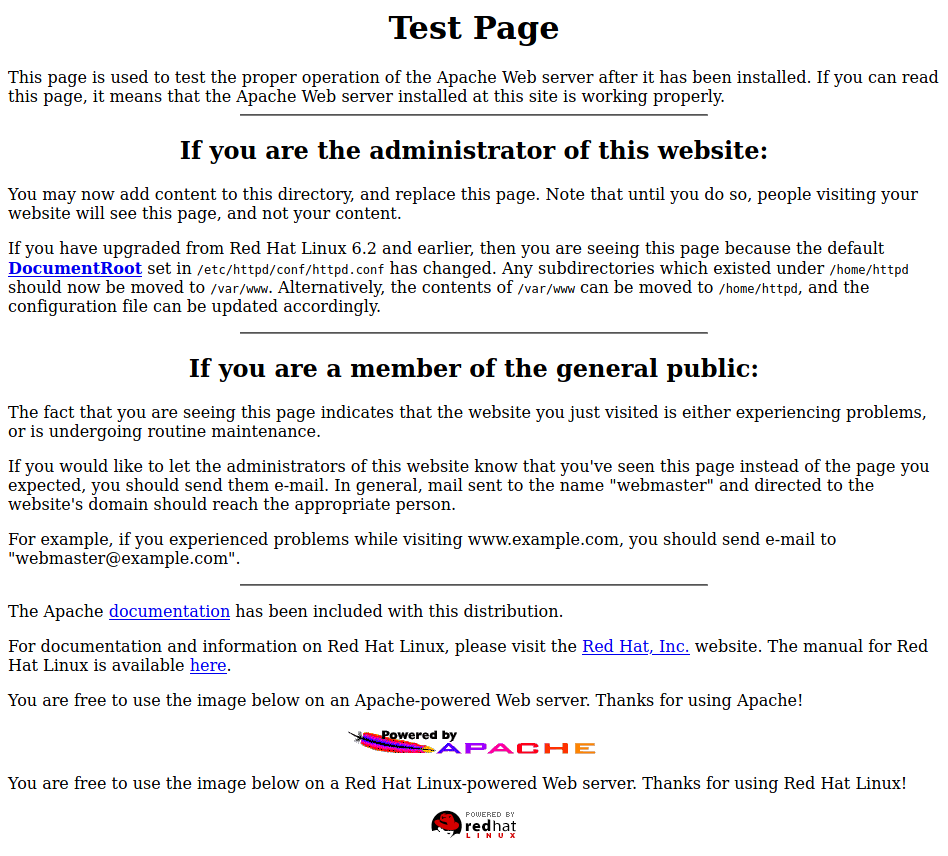 Test Page
This page is used to test the proper operation of the Apache Web server after it has been installed. If you can read
this page, it means that the Apache Web server installed at this site is working properly.
If you are the administrator of this website:
You may now add content to this directory, and replace this page. Note that until you do so, people visiting your
website will see this page, and not your content.
If you have upgraded from Red Hat Linux 6.2 and earlier, then you are seeing this page because the default
DocumentRoot set in /etc/httpd/conf/httpd.conf has changed. Any subdirectories which existed under /home/httpd
should now be moved to /var/www. Alternatively, the contents of /var/www can be moved to /home/httpd, and the
configuration file can be updated accordingly.
If you are a member of the general public:
The fact that you are seeing this page indicates that the website you just visited is either experiencing problems,
or is undergoing routine maintenance.
If you would like to let the administrators of this website know that you've seen this page instead of the page you
expected, you should send them e-mail. In general, mail sent to the name "webmaster" and directed to the
website's domain should reach the appropriate person.
For example, if you experienced problems while visiting www.example.com, you should send e-mail to
"webmaster@example.com".
The Apache documentation has been included with this distribution.
For documentation and information on Red Hat Linux, please visit the Red Hat, Inc. website. The manual for Red
Hat Linux is available here.
You are free to use the image below on an Apache-powered Web server. Thanks for using Apache!
Powered by
APACHE
You are free to use the image below on a Red Hat Linux-powered Web server. Thanks for using Red Hat Linux!
POWERED BY
redhat
LINUX